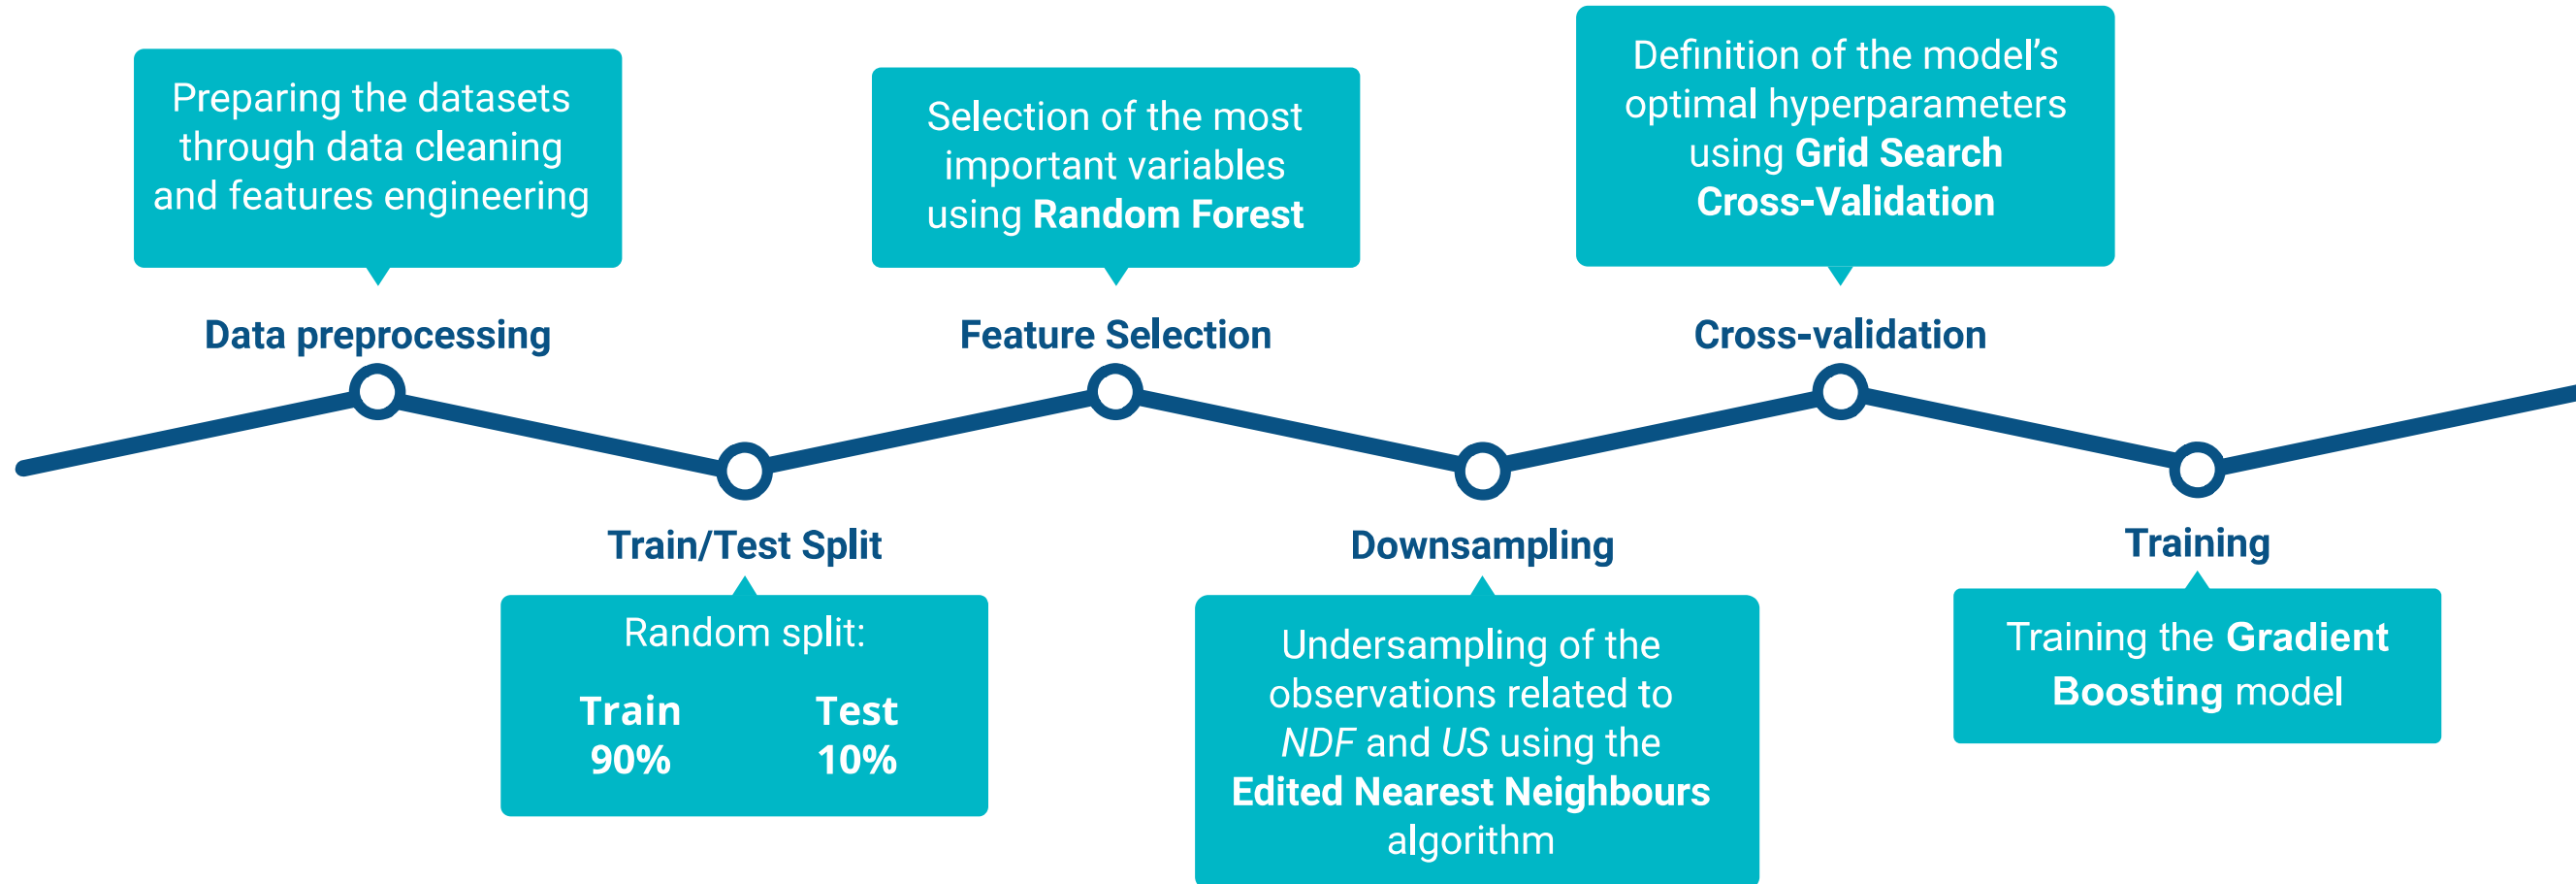 Preparing the datasets
through data cleaning
and features engineering
Data preprocessing
Train/Test Split
Random split:
Train Test
90% 10%
Selection of the most
important variables
using Random Forest
Feature Selection
Downsampling
Undersampling of the
observations related to
NDF and US using the
Edited Nearest Neighbours
algorithm
Definition of the model’s
optimal hyperparameters
using Grid Search
Cross-Validation
Cross-validation
Training
Training the Gradient
Boosting model